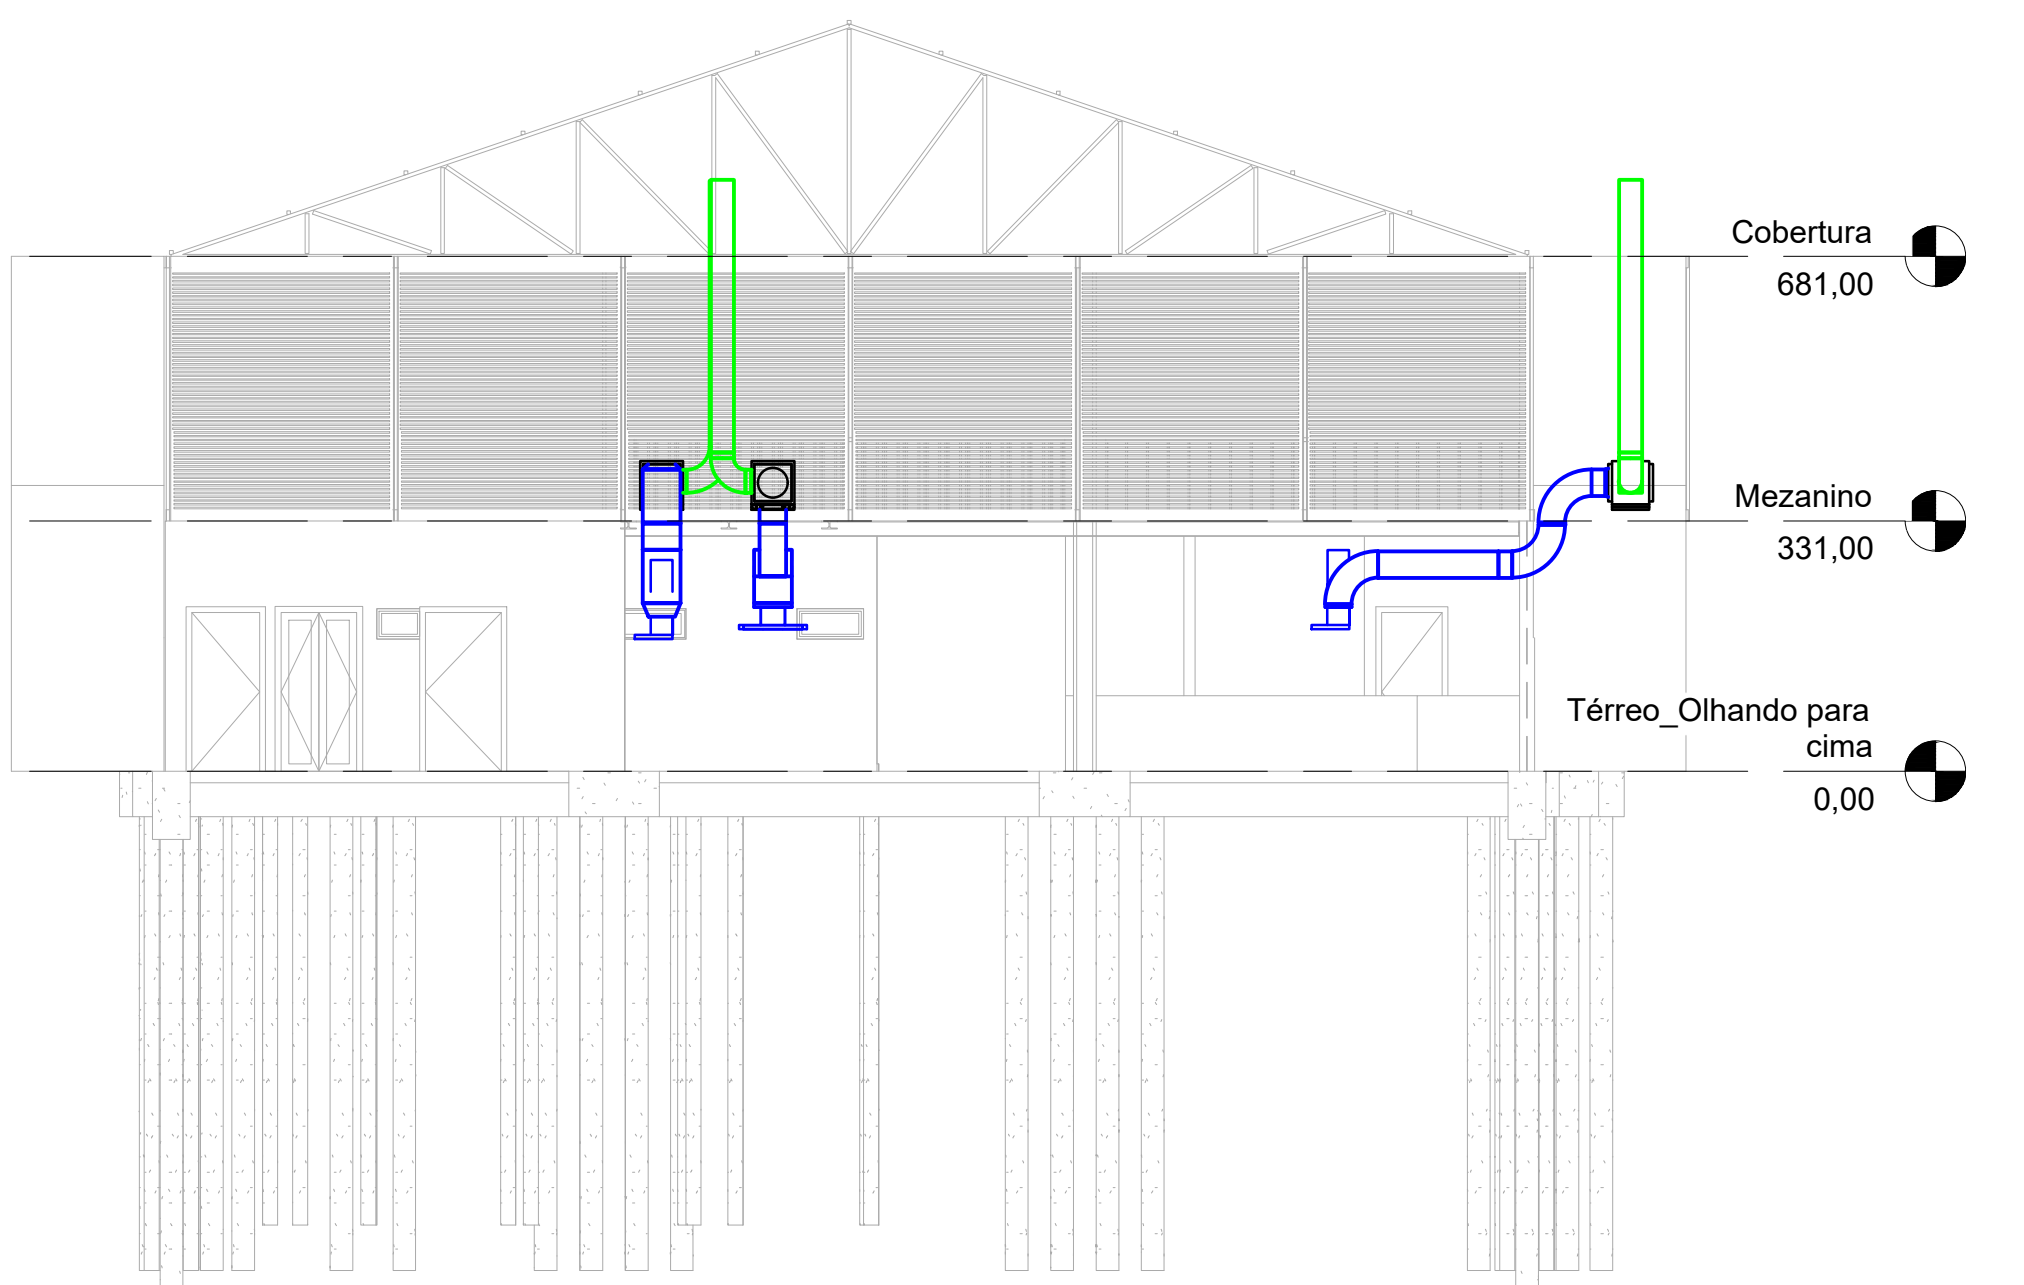 Cobertura
681,00
Mezanino
331,00
Térreo_Olhando para
cima
0,00